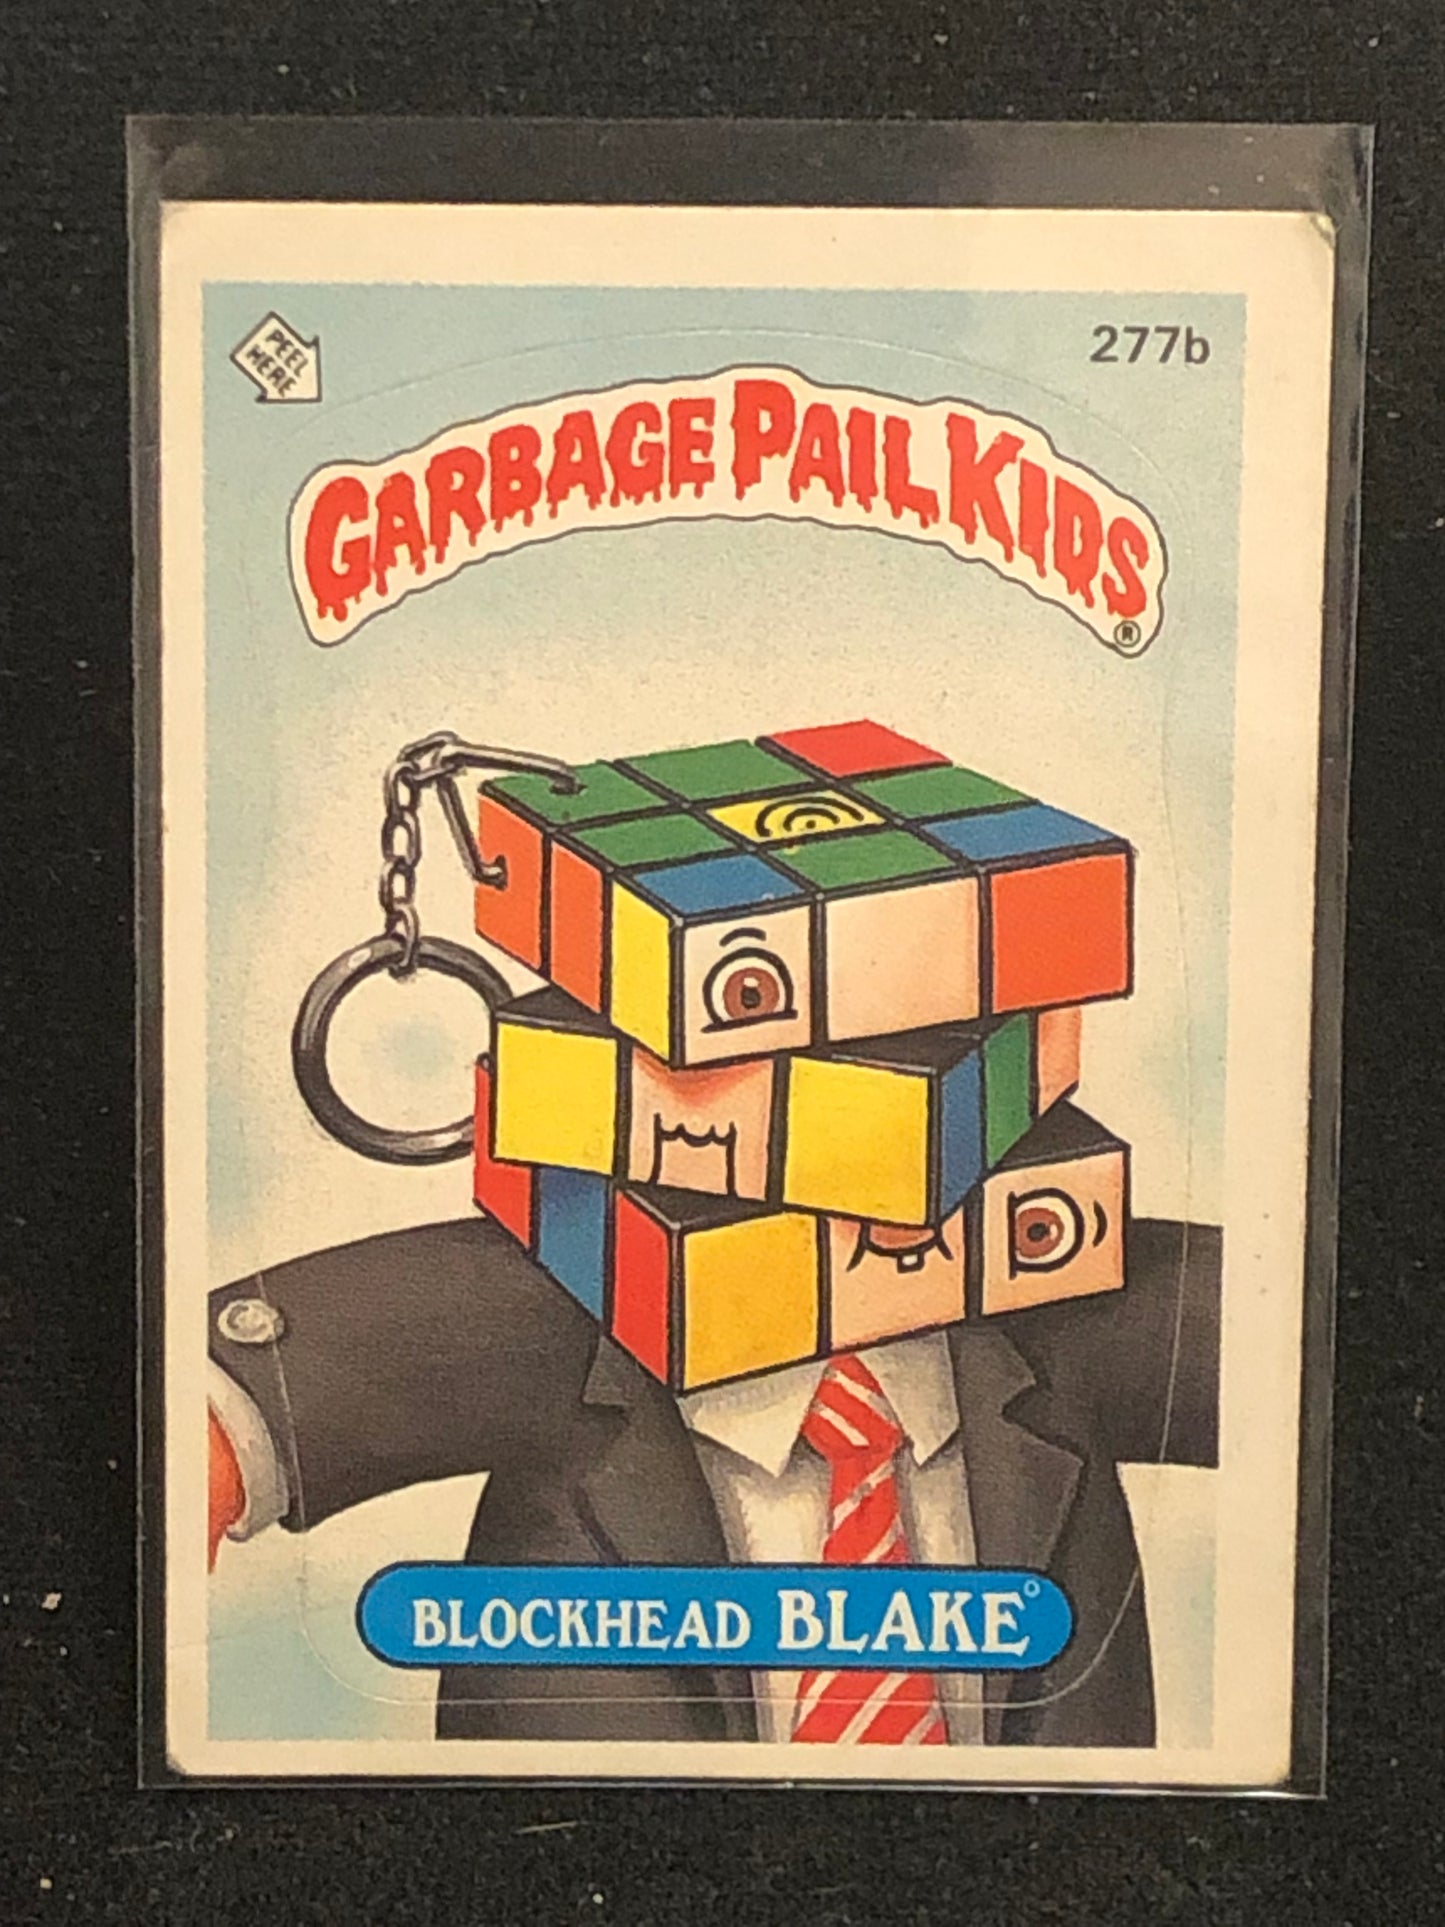 PEEL
HERE
277b
GARBAGE PAIL KIDS
®
BLOCKHEAD BLAKE°